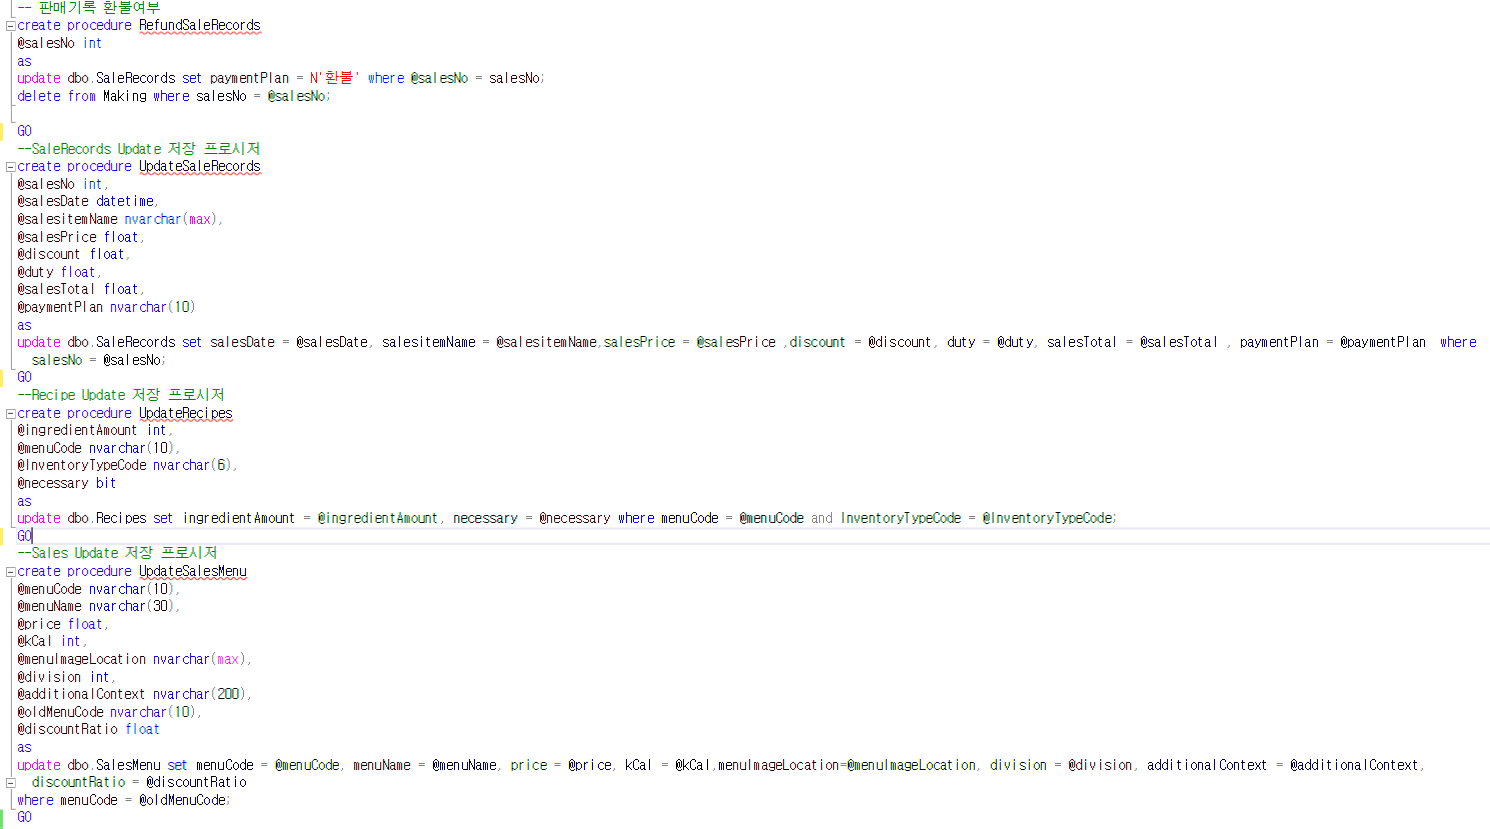 -- 판매기록 환불여부
create procedure RefundSaleRecords
@salesNo int
as
update dbo.SaleRecords set paymentPlan = N'환불' where @salesNo = salesNo;
delete from Making where salesNo = @salesNo;
GO
--SaleRecords Update 저장 프로시저
create procedure UpdateSaleRecords
@salesNo int,
@salesDate datetime,
@salesitemName nvarchar(max),
@salesPrice float,
@discount float,
@duty float,
@salesTotal float,
@paymentPlan nvarchar(10)
as
update dbo.SaleRecords set salesDate = @salesDate, salesitemName = @salesitemName,salesPrice = @salesPrice ,discount = @discount, duty = @duty, salesTotal = @salesTotal , paymentPlan = @paymentPlan  where
salesNo = @salesNo;
GO
--Recipe Update 저장 프로시저
create procedure UpdateRecipes
@ingredientAmount int,
@menuCode nvarchar(10),
@InventoryTypeCode nvarchar(6),
@necessary bit
as
update dbo.Recipes set ingredientAmount = @ingredientAmount, necessary = @necessary where menuCode = @menuCode and InventoryTypeCode = @InventoryTypeCode;
GO
--Sales Update 저장 프로시저
create procedure UpdateSalesMenu
@menuCode nvarchar(10),
@menuName nvarchar(30),
@price float,
@kCal int,
@menuImageLocation nvarchar(max),
@division int,
@additionalContext nvarchar(200),
@oldMenuCode nvarchar(10),
@discountRatio float
as
update dbo.SalesMenu set menuCode = @menuCode, menuName = @menuName, price = @price, kCal = @kCal,menuImageLocation=@menuImageLocation, division = @division, additionalContext = @additionalContext,
discountRatio = @discountRatio
where menuCode = @oldMenuCode;
GO